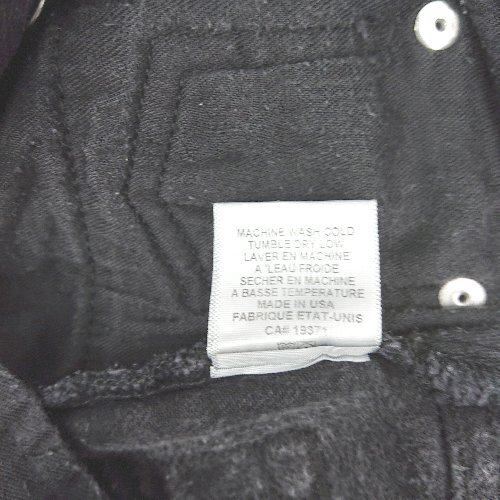 MACHINE WASH COLD
TUMBLE DRY LOW
LAVER EN MACHINE
A L'EAU FROIDE
SECHER EN MACHINE
A BASSE TEMPERATURE
MADE IN USA
FABRIQUE ETAT-UNIS
CA# 19371